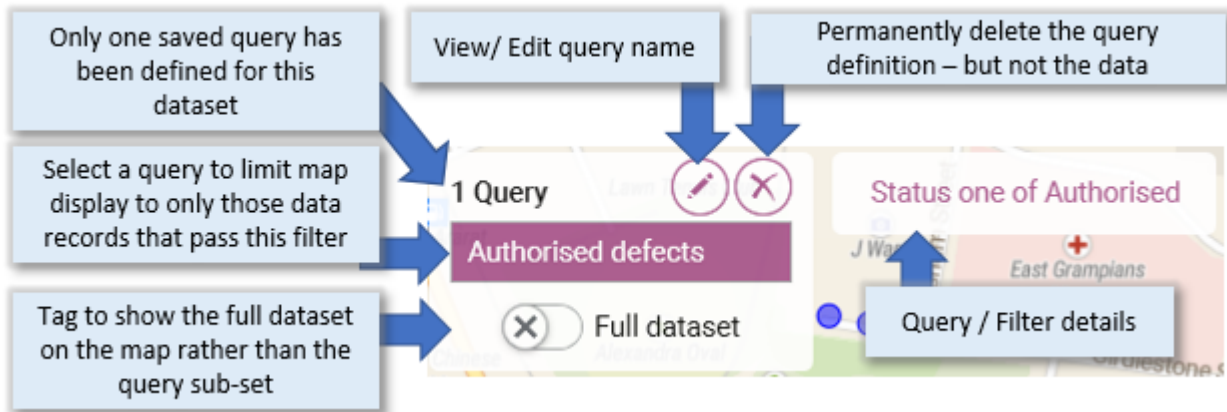 Only one saved query has
been defined for this
dataset
View/ Edit query name
Permanently delete the query
definition – but not the data
Select a query to limit map
display to only those data
records that pass this filter
1 Query
Status one of Authorised
Authorised defects
East Grampians
Tag to show the full dataset
on the map rather than the
query sub-set
Full dataset
Alexandra Oval
Chinese
Query / Filter details